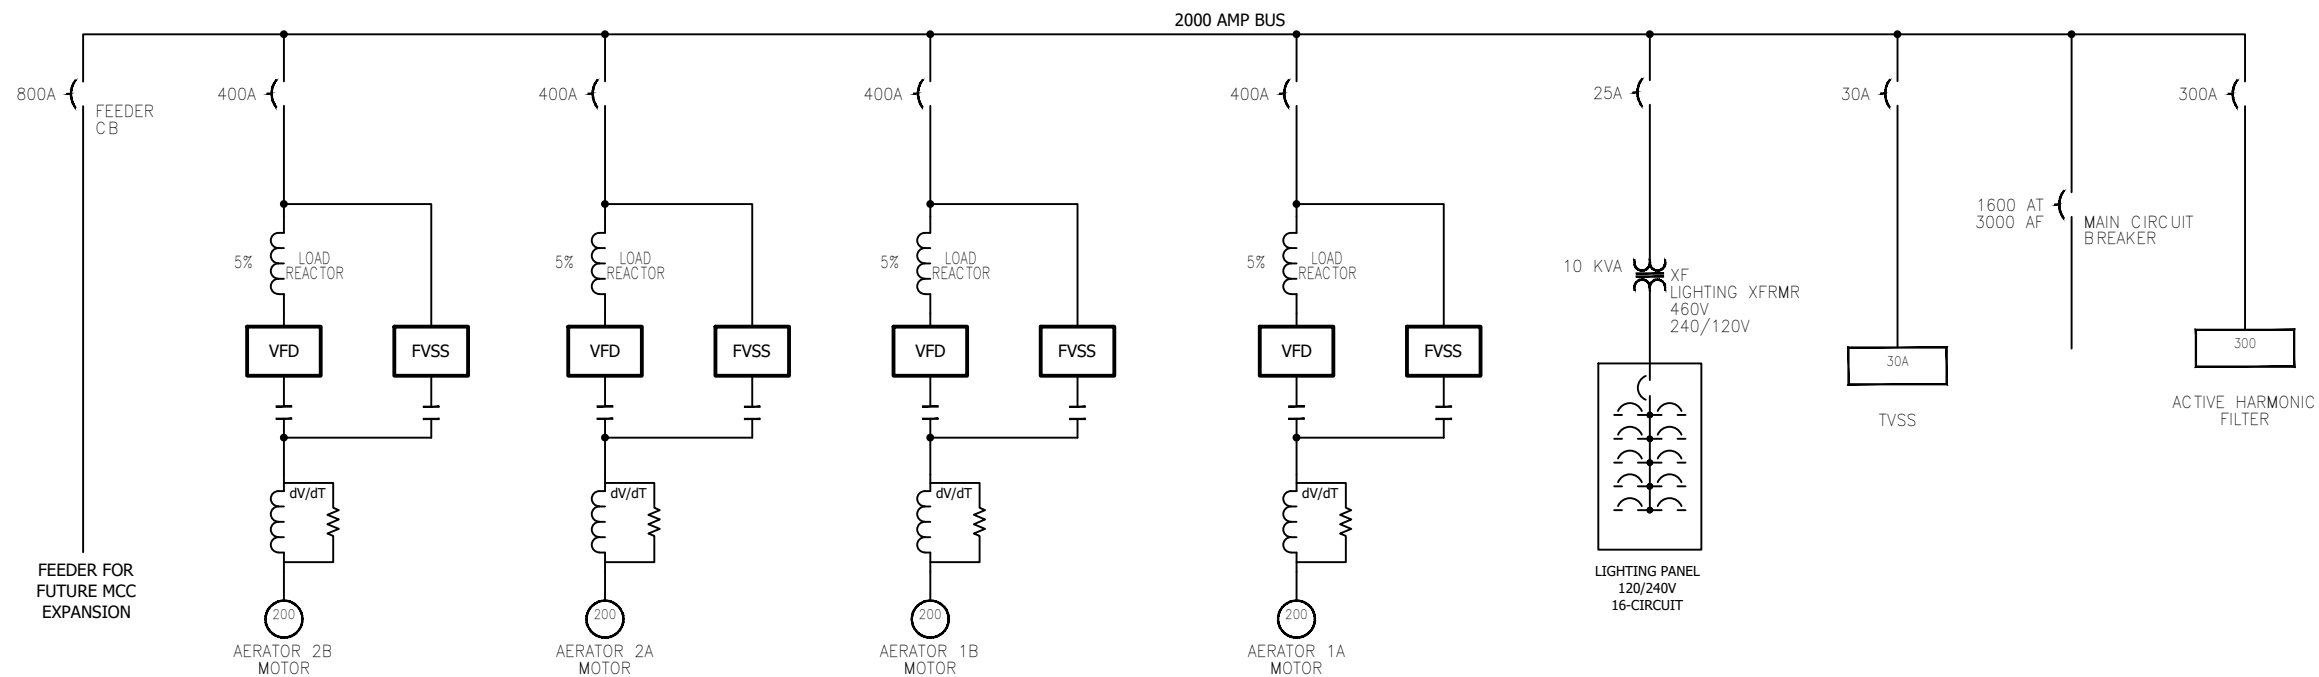 2000 AMP BUS
800A
FEEDER
CB
400A
400A
400A
400A
25A
30A
300A
1600 AT
3000 AF
MAIN CIRCUIT
BREAKER
5%
LOAD
REACTOR
5%
LOAD
REACTOR
5%
LOAD
REACTOR
5%
LOAD
REACTOR
10 KVA
XF
LIGHTING XFRMR
460V
240/120V
VFD
FVSS
VFD
FVSS
VFD
FVSS
VFD
FVSS
30A
TVSS
300
ACTIVE HARMONIC
FILTER
dV/dT
dV/dT
dV/dT
dV/dT
FEEDER FOR
FUTURE MCC
EXPANSION
200
AERATOR 2B
MOTOR
200
AERATOR 2A
MOTOR
200
AERATOR 1B
MOTOR
200
AERATOR 1A
MOTOR
LIGHTING PANEL
120/240V
16-CIRCUIT